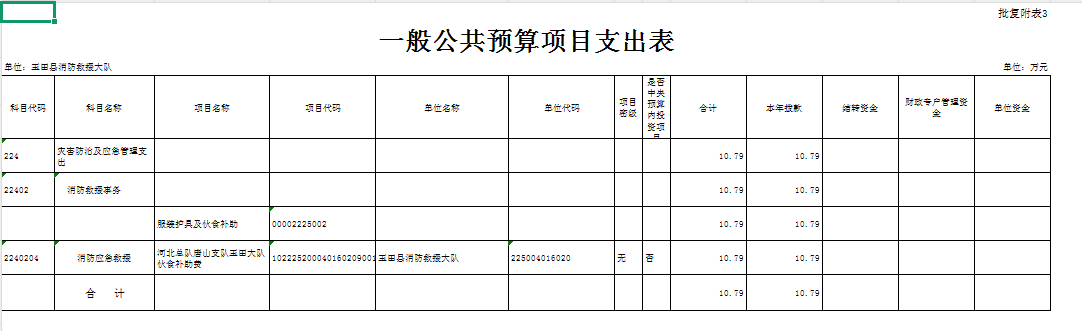 批复附表3
一般公共预算项目支出表
单位：玉田县消防救援大队 单位：万元
科目代码 科目名称 项目名称 项目代码 单位名称 单位代码 项目密级 是否中央预算内投资项目 合计 本年拨款 结转资金 财政专户管理资金 单位资金
224 灾害防治及应急管理支出 10.79 10.79
22402 消防救援事务 10.79 10.79
服装护具及伙食补助 00002225002 10.79 10.79
2240204 消防应急救援 河北总队唐山支队玉田大队伙食补助费 102225200040160209001 玉田县消防救援大队 225004016020 无 否 10.79 10.79
合 计 10.79 10.79